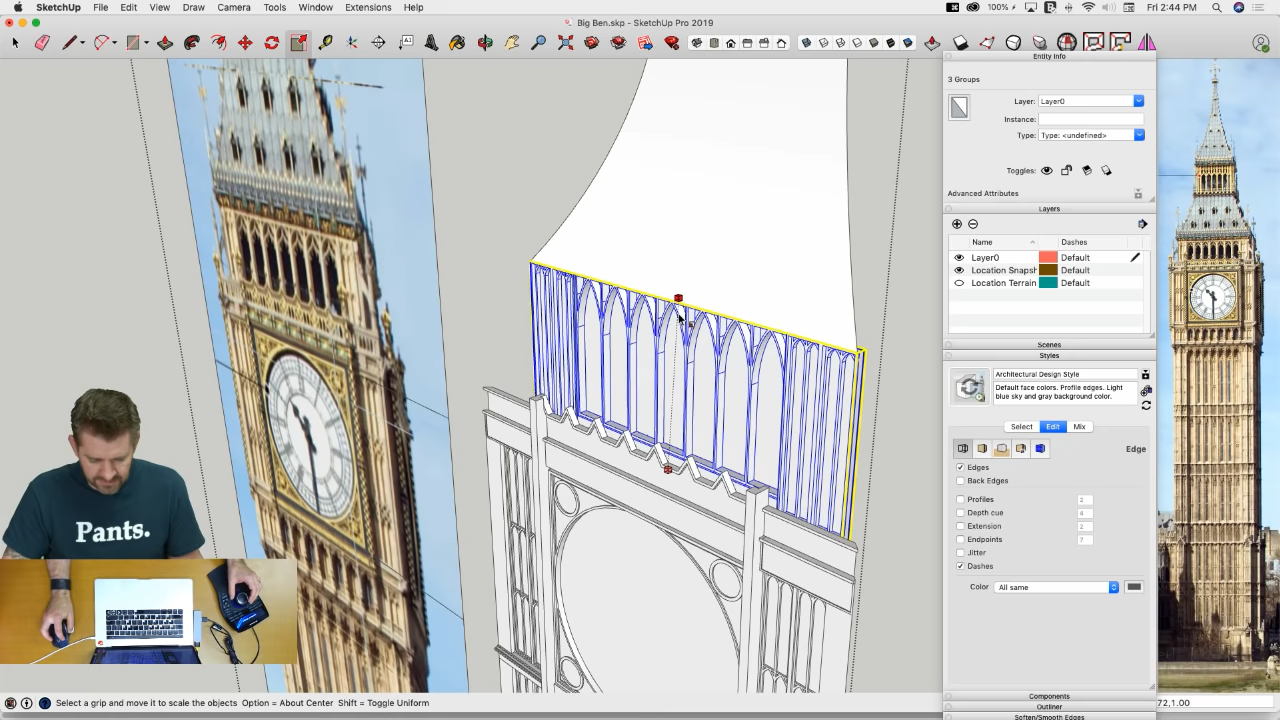 SketchUp File Edit View Draw Camera Tools Window Extensions Help 100% Fri 2:44 PM
Big Ben.skp - SketchUp Pro 2019
Entity Info
3 Groups
Layer: Layer0
Instance:
Type: Type: <undefined>
Toggles:
Advanced Attributes
Layers
Name Dashes
Layer0 Default
Location Snapsh Default
Location Terrain Default
Scenes
Styles
Architectural Design Style
Default face colors. Profile edges. Light
blue sky and gray background color.
Select Edit Mix
Edge
Edges
Back Edges
Profiles 2
Depth cue 4
Extension 2
Endpoints 7
Jitter
Dashes
Color All same
Pants.
Components
Outliner
Soften/Smooth Edges
Select a grip and move it to scale the objects Option = About Center Shift = Toggle Uniform
72,1.00